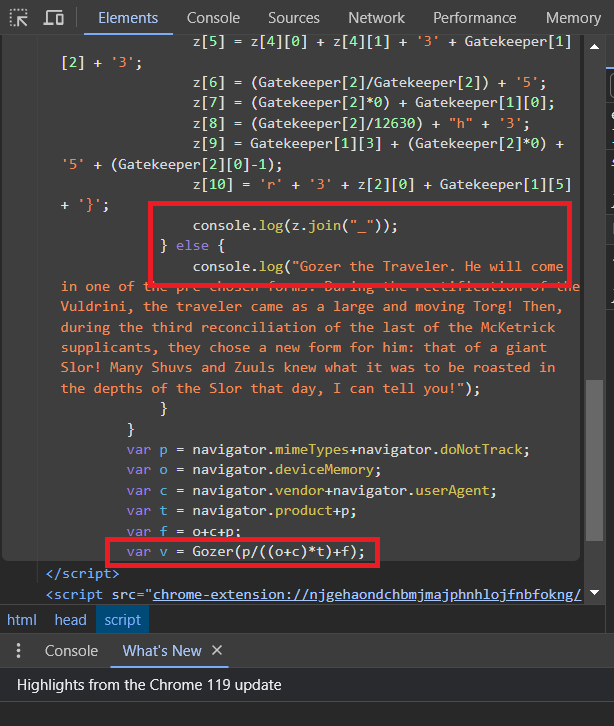 Elements Console Sources Network Performance Memory
z[5] = z[4][0] + z[4][1] + '3' + Gatekeeper[1]
[2] + '3';
z[6] = (Gatekeeper[2]/Gatekeeper[2]) + '5';
z[7] = (Gatekeeper[2]*0) + Gatekeeper[1][0];
z[8] = (Gatekeeper[2]/12630) + "h" + '3';
z[9] = Gatekeeper[1][3] + (Gatekeeper[2]*0) +
'5' + (Gatekeeper[2][0]-1);
z[10] = 'r' + '3' + z[2][0] + Gatekeeper[1][5]
+ '}';
console.log(z.join("_"));
} else {
console.log("Gozer the Traveler. He will come
in one of the pre-chosen forms. During the rectification of the
Vuldrini, the traveler came as a large and moving Torg! Then,
during the third reconciliation of the last of the McKetrick
supplicants, they chose a new form for him: that of a giant
Slor! Many Shuvs and Zuuls knew what it was to be roasted in
the depths of the Slor that day, I can tell you!");
}
}
var p = navigator.mimeTypes+navigator.doNotTrack;
var o = navigator.deviceMemory;
var c = navigator.vendor+navigator.userAgent;
var t = navigator.product+p;
var f = o+c+p;
var v = Gozer(p/((o+c)*t)+f);
</script>
<script src="chrome-extension://njgehaondchbmjmajphnhlojfnbfokng/
html head script
Console What's New
Highlights from the Chrome 119 update